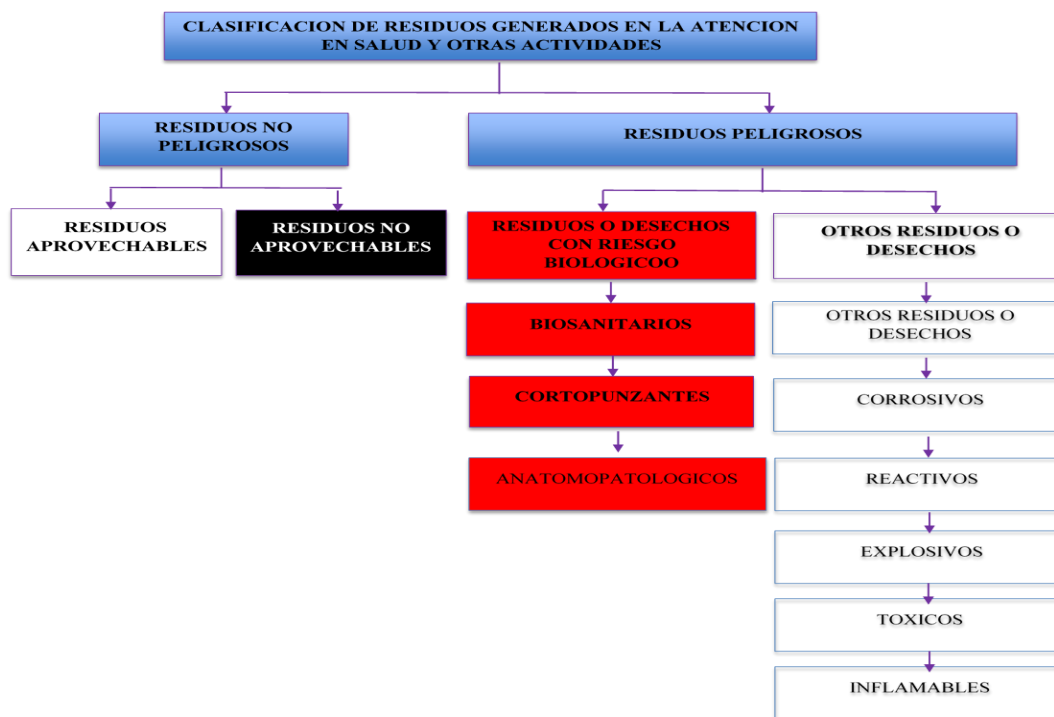 CLASIFICACION DE RESIDUOS GENERADOS EN LA ATENCION
EN SALUD Y OTRAS ACTIVIDADES
RESIDUOS NO
PELIGROSOS
RESIDUOS PELIGROSOS
RESIDUOS
APROVECHABLES
RESIDUOS NO
APROVECHABLES
RESIDUOS O DESECHOS
CON RIESGO
BIOLOGICOO
OTROS RESIDUOS O
DESECHOS
BIOSANITARIOS
OTROS RESIDUOS O
DESECHOS
CORTOPUNZANTES
CORROSIVOS
ANATOMOPATOLOGICOS
REACTIVOS
EXPLOSIVOS
TOXICOS
INFLAMABLES